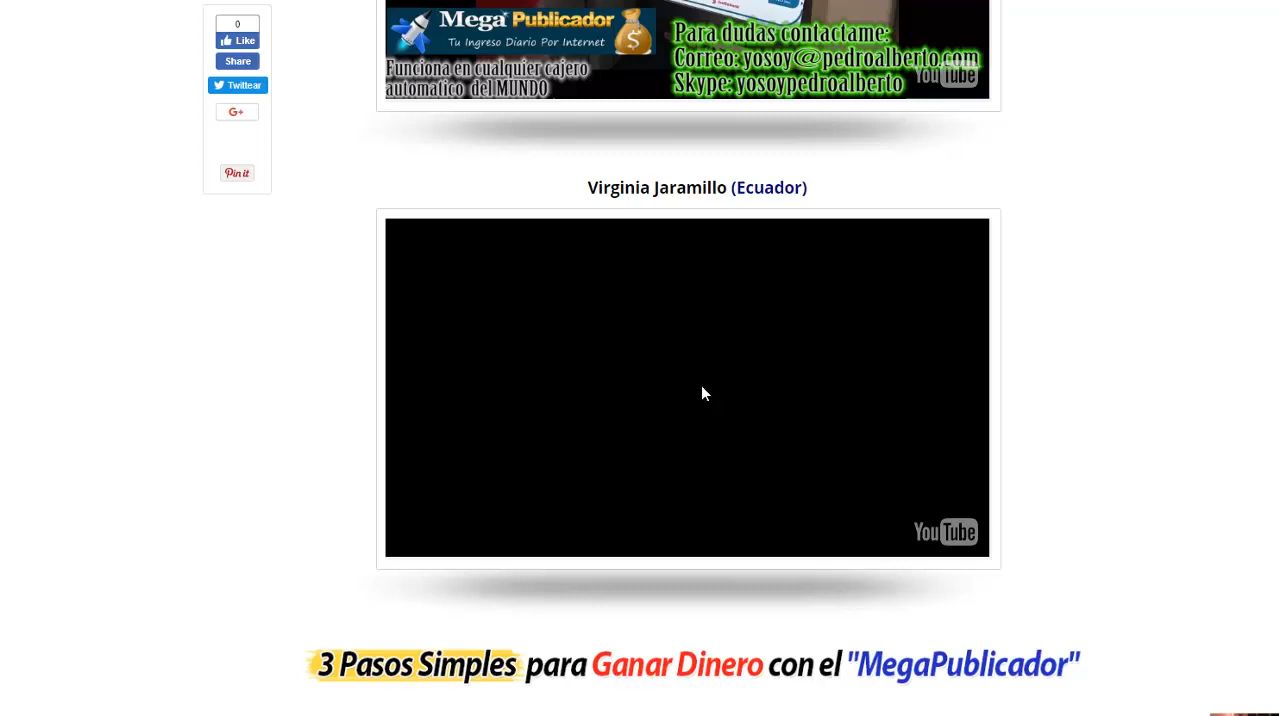 0
Like
Share
Twittear
G+
Pin it
Mega Publicador
Tu Ingreso Diario Por Internet
Funciona en cualquier cajero
automatico del MUNDO
Para dudas contactame:
Correo: yosoy@pedroalberto.com
Skype: yosoypedroalberto
YouTube
Virginia Jaramillo (Ecuador)
YouTube
3 Pasos Simples para Ganar Dinero con el "MegaPublicador"